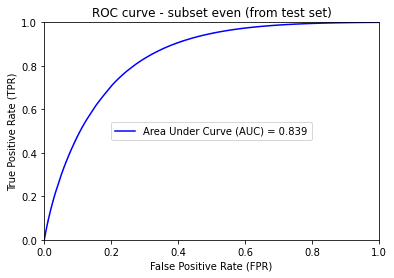 ROC curve - subset even (from test set)
1.0
0.8
0.6
0.4
0.2
0.0
True Positive Rate (TPR)
Area Under Curve (AUC) = 0.839
0.0 0.2 0.4 0.6 0.8 1.0
False Positive Rate (FPR)